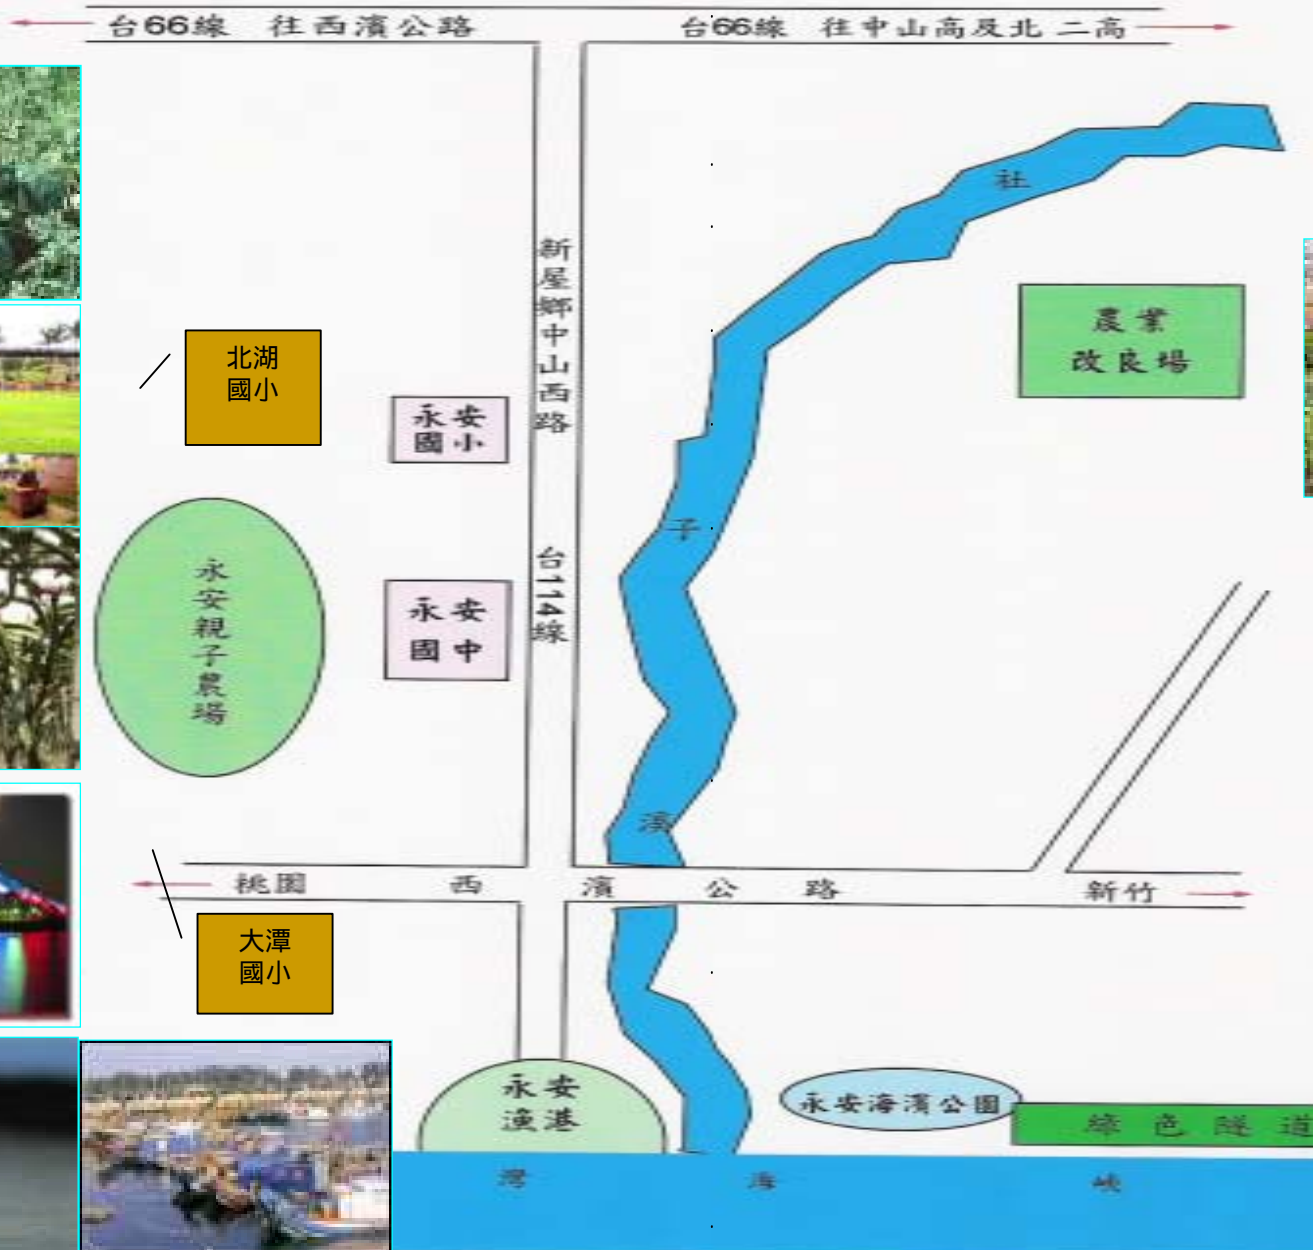 台66線 往西濱公路
台66線 往中山高及北二高
社
新屋鄉中山西路
農業
改良場
北湖
國小
永安
國小
子
台114線
永安親子農場
永安
國中
溪
桃園
西濱公路
新竹
大潭
國小
永安
漁港
永安海濱公園
綠色隧道
灣海峽